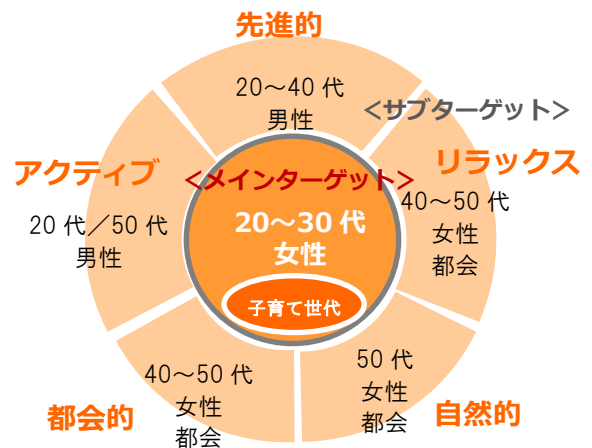 先進的
20～40 代
男性
＜サブターゲット＞
アクティブ
20 代／50 代
男性
＜メインターゲット＞
20～30 代
女性
子育て世代
リラックス
40～50 代
女性
都会
都会的
40～50 代
女性
都会
50 代
女性
都会
自然的